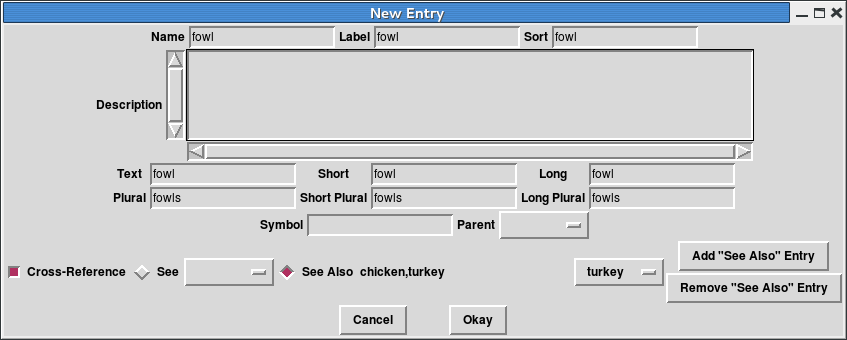 New Entry
Name fowl Label fowl Sort fowl
Description
Text fowl Short fowl Long fowl
Plural fowls Short Plural fowls Long Plural fowls
Symbol Parent
Add "See Also" Entry
Cross-Reference See See Also chicken,turkey turkey
Remove "See Also" Entry
Cancel Okay